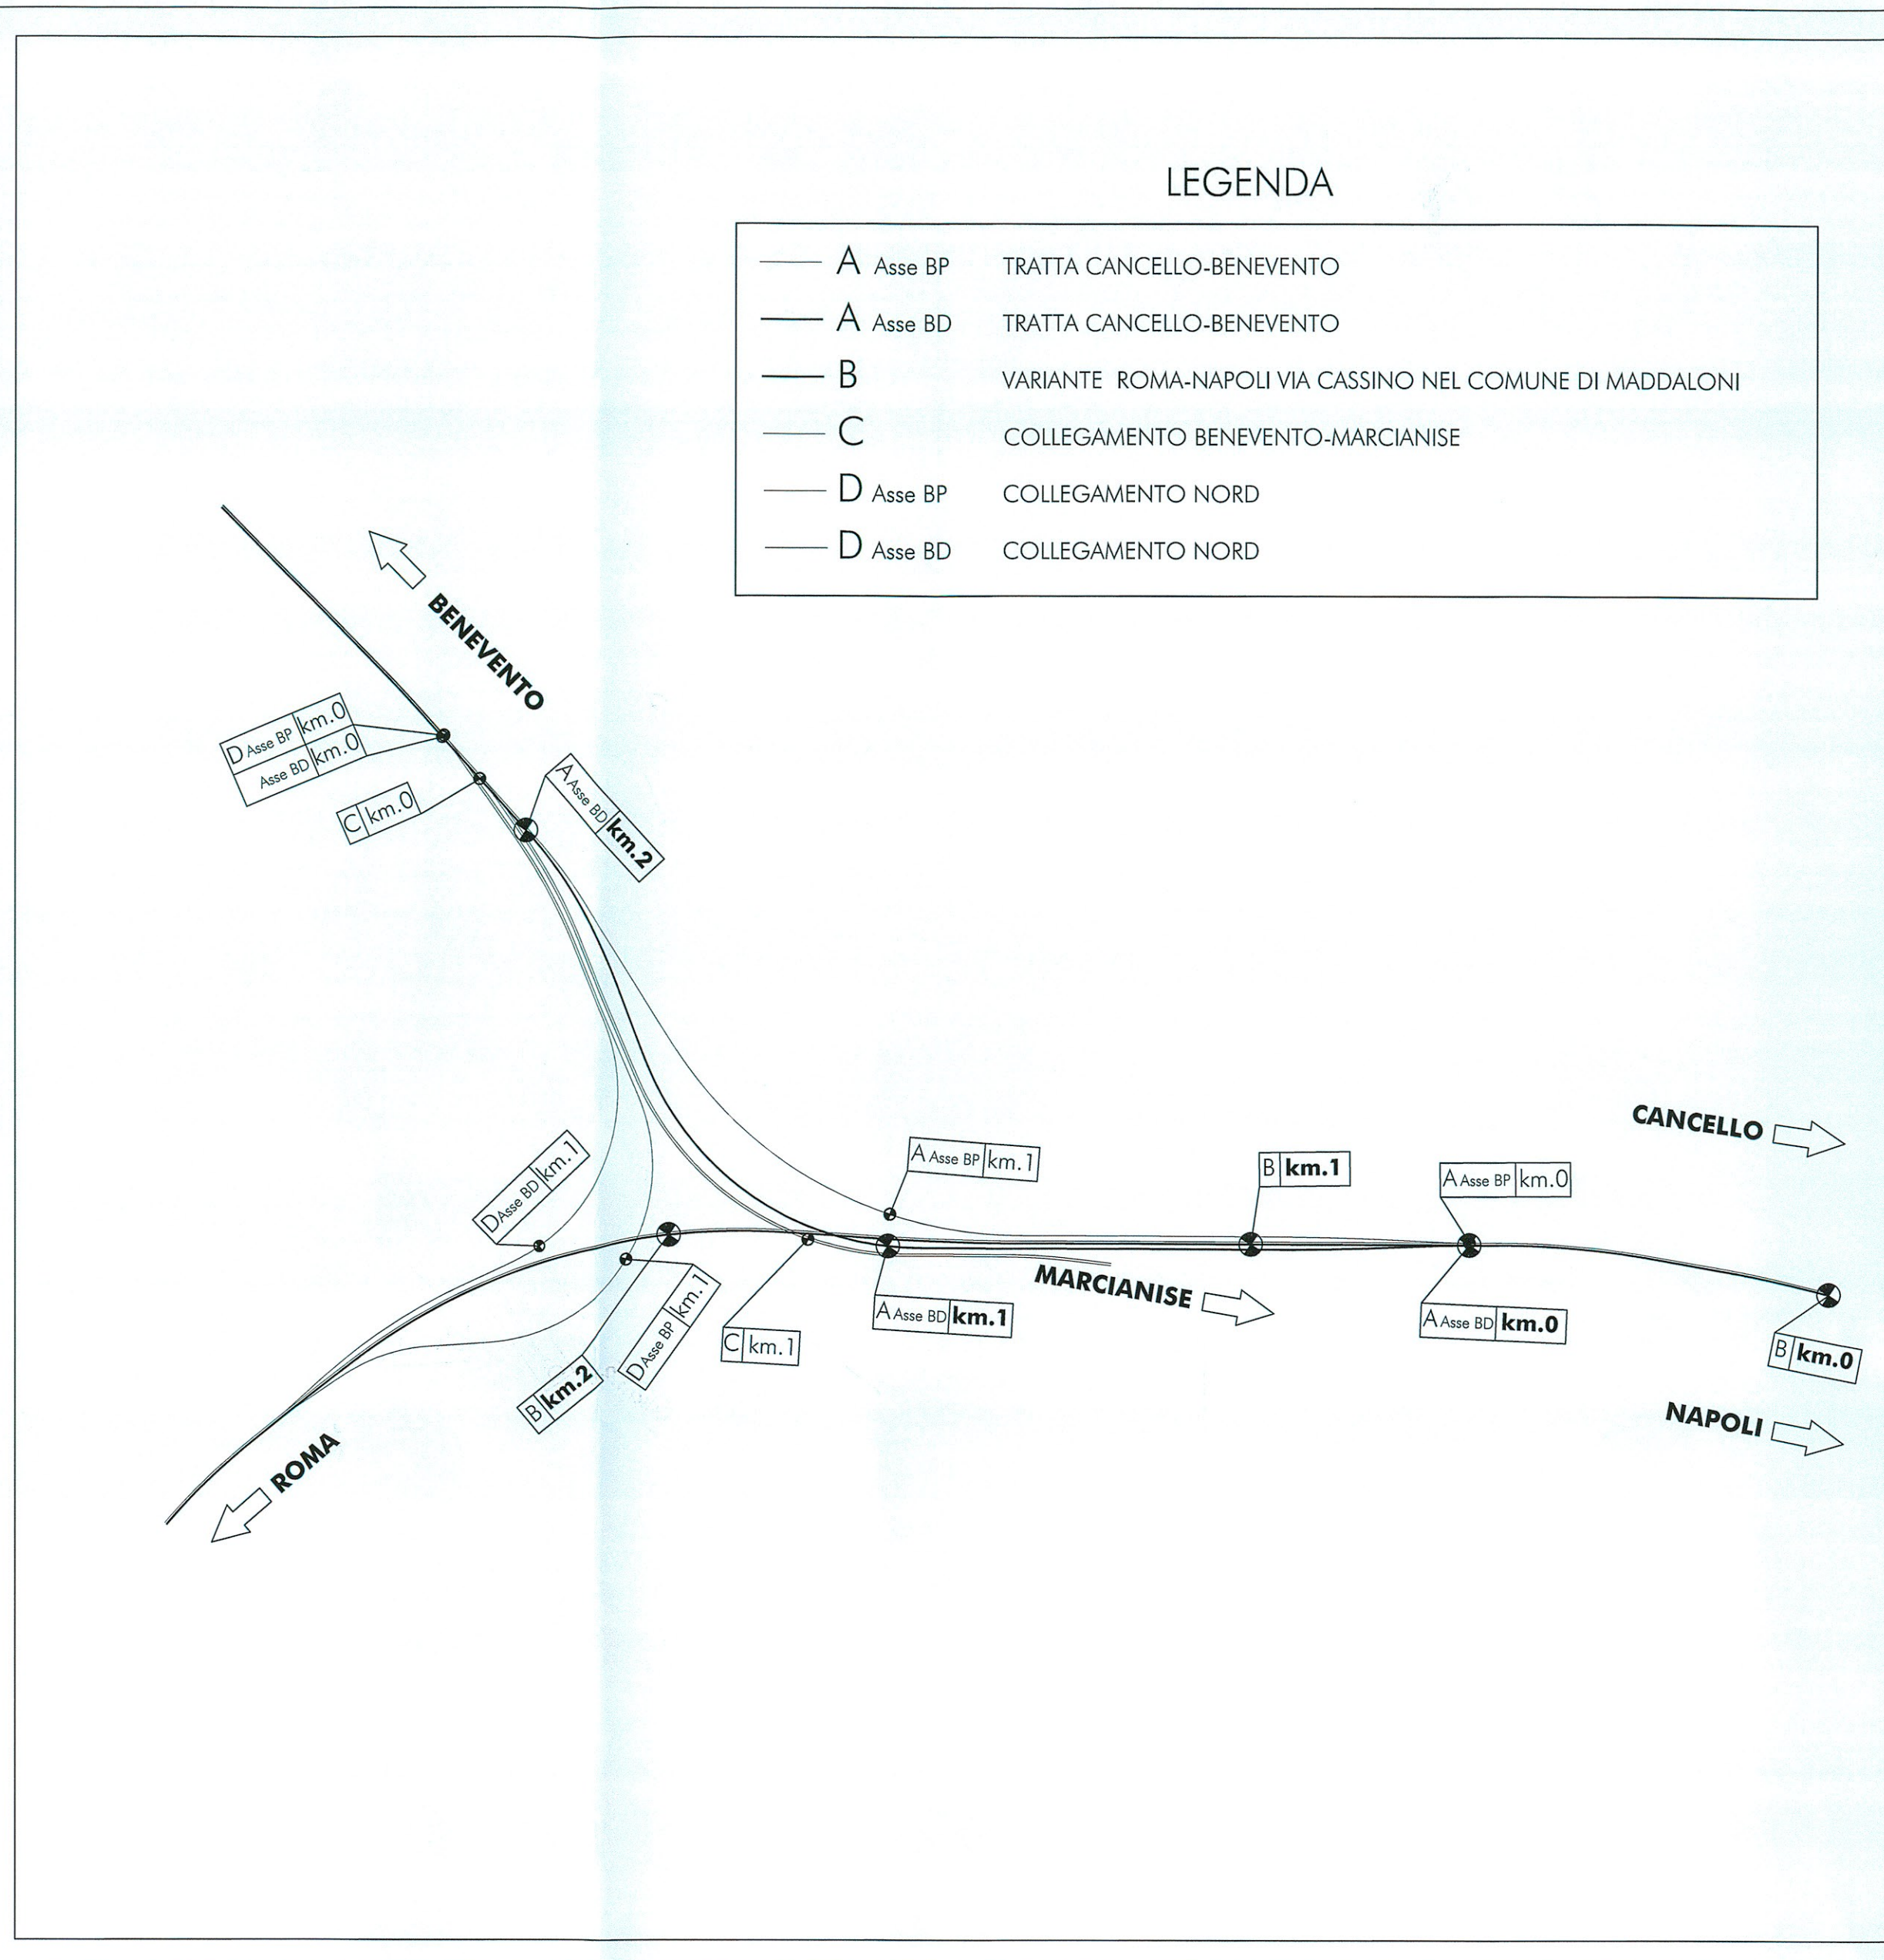 LEGENDA
A Asse BP TRATTA CANCELLO-BENEVENTO
A Asse BD TRATTA CANCELLO-BENEVENTO
B VARIANTE ROMA-NAPOLI VIA CASSINO NEL COMUNE DI MADDALONI
C COLLEGAMENTO BENEVENTO-MARCIANISE
D Asse BP COLLEGAMENTO NORD
D Asse BD COLLEGAMENTO NORD
BENEVENTO
D Asse BP km.0
Asse BD km.0
C km.0
A Asse BD km.2
CANCELLO
D Asse BD km.1
A Asse BP km.1
B km.1
A Asse BP km.0
MARCIANISE
A Asse BD km.1
A Asse BD km.0
D Asse BP km.1
C km.1
B km.0
B km.2
NAPOLI
ROMA